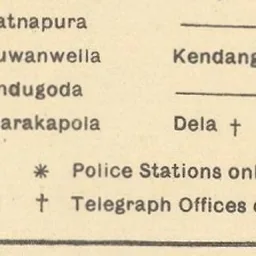 atnapura
uwanwella Kendang
ndugoda
arakapola Dela †
* Police Stations onl
† Telegraph Offices